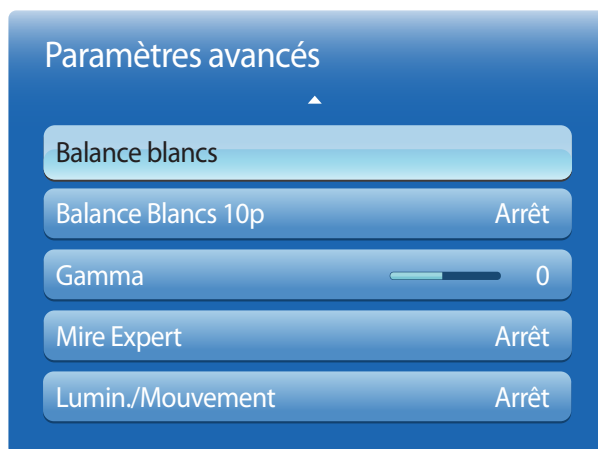 Paramètres avancés
Balance blancs
Balance Blancs 10p Arrêt
Gamma 0
Mire Expert Arrêt
Lumin./Mouvement Arrêt